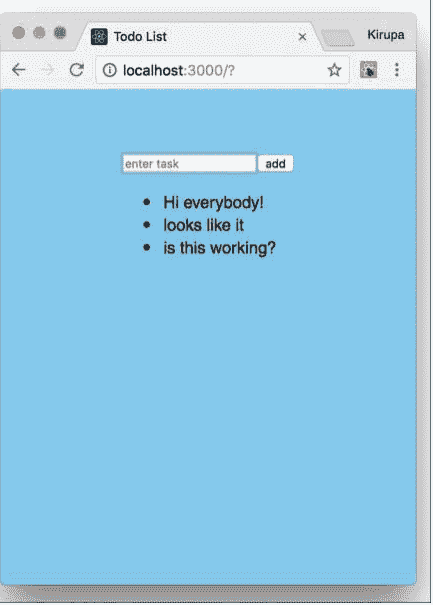 Todo List
Kirupa
localhost:3000/?
enter task
add
Hi everybody!
looks like it
is this working?